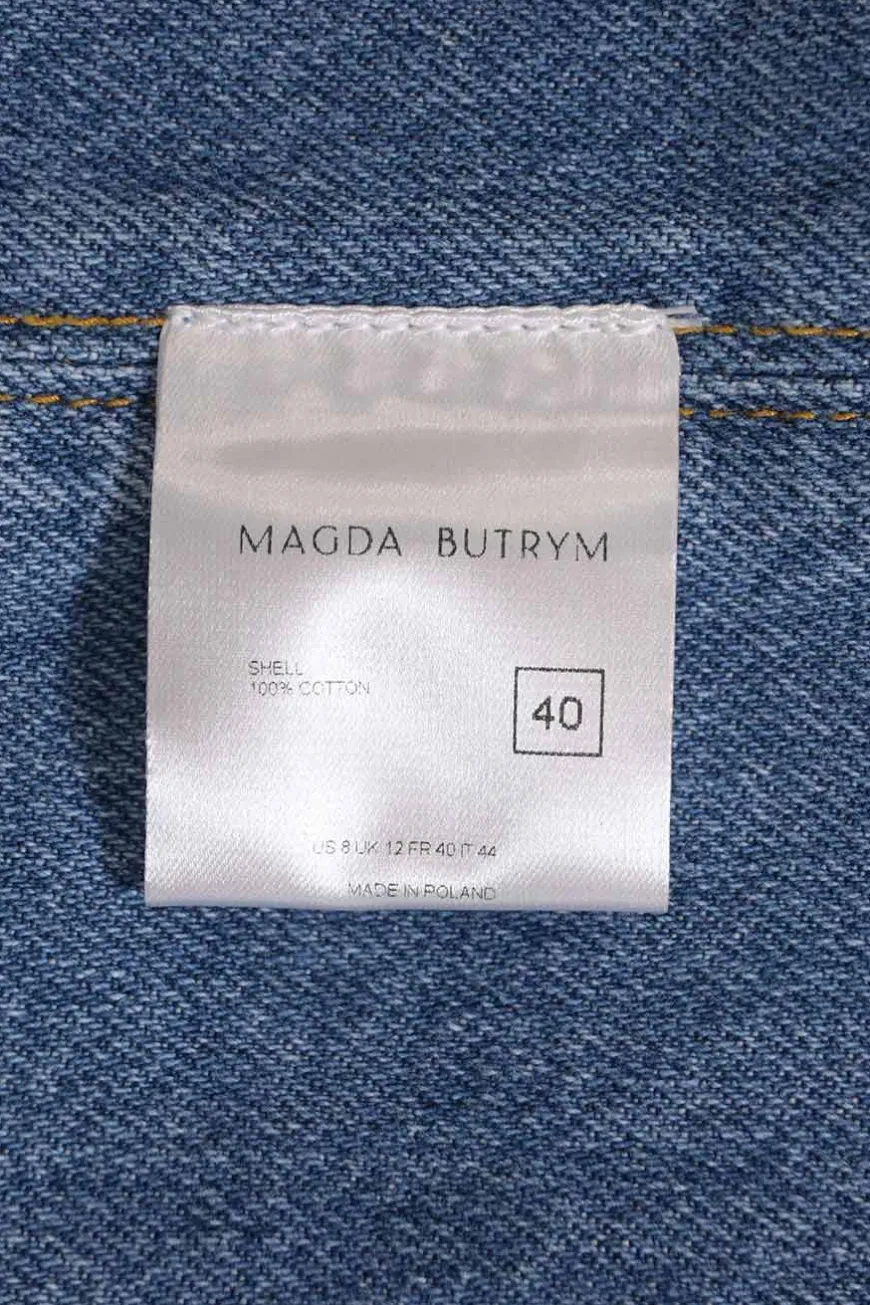 MAGDA BUTRYM
SHELL
100% COTTON
40
US 8 UK 12 FR 40 IT 44
MADE IN POLAND